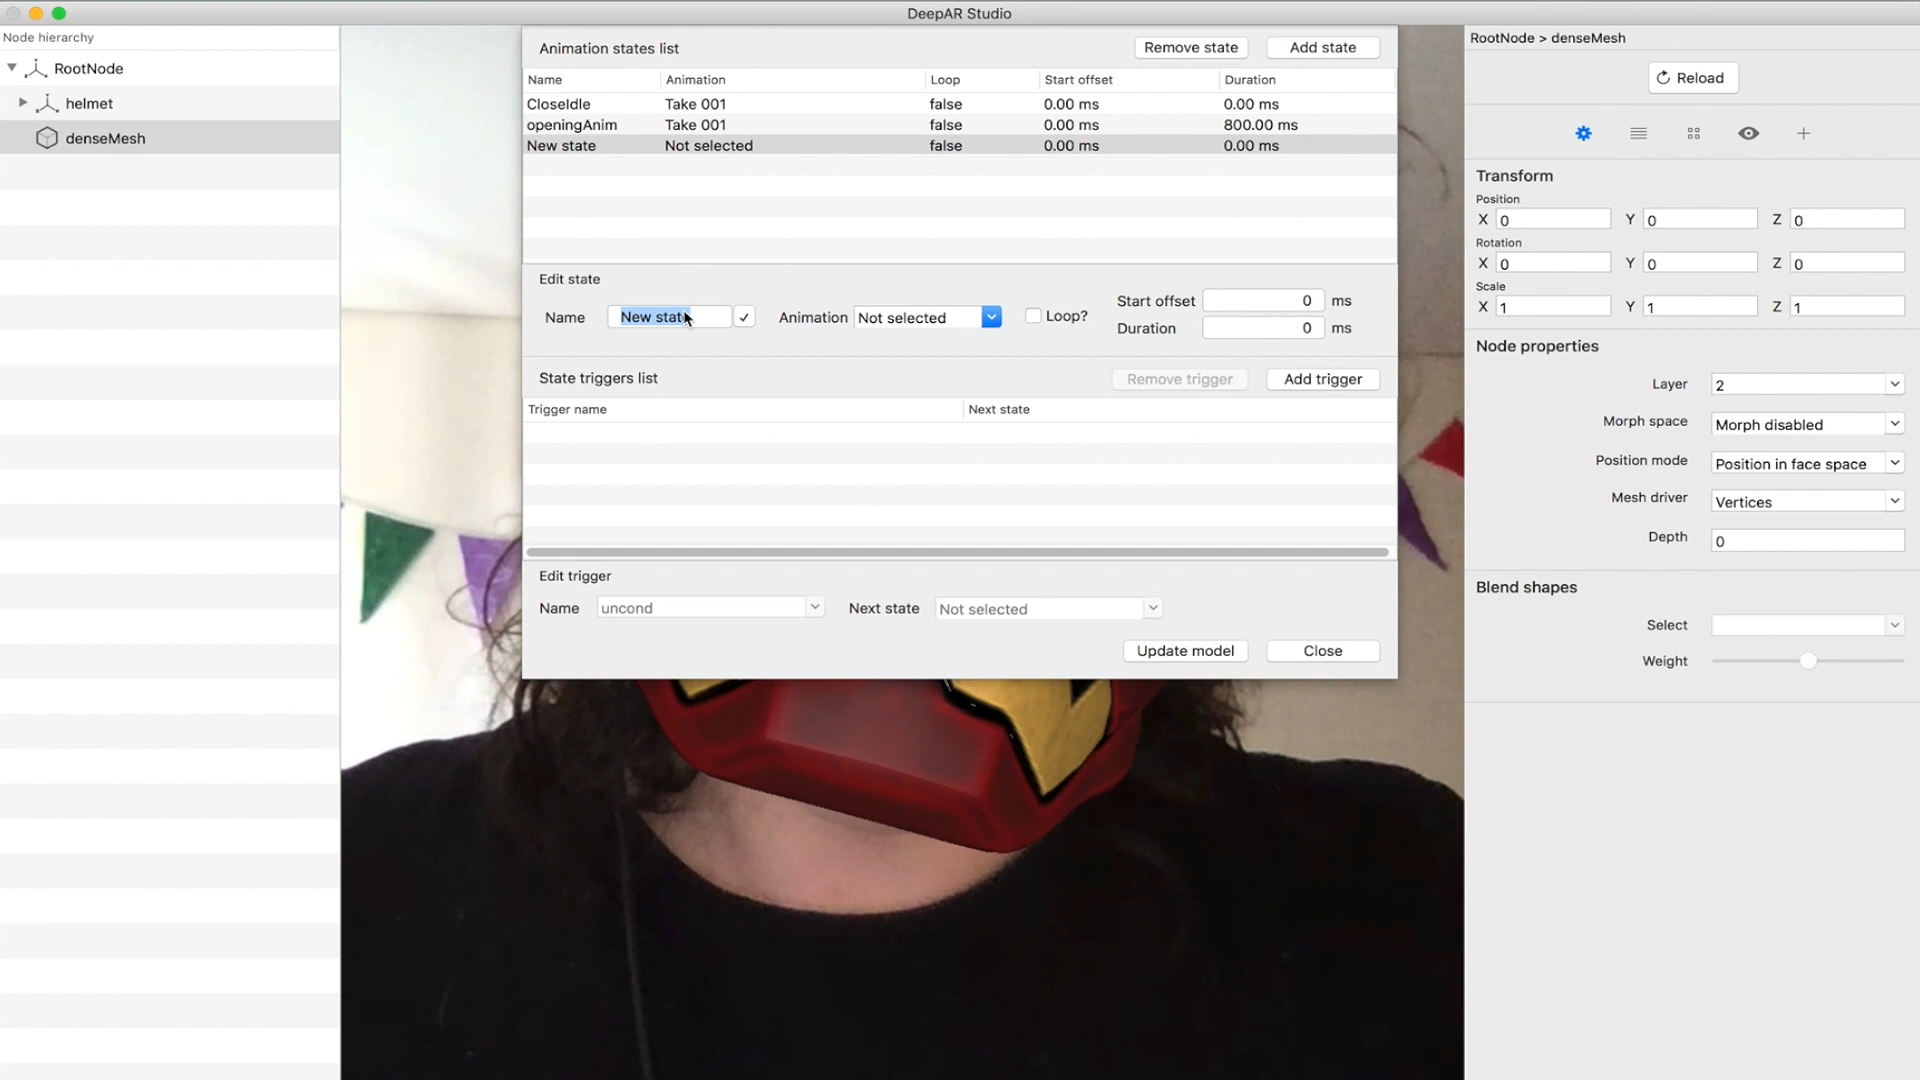 DeepAR Studio
Node hierarchy
RootNode
helmet
denseMesh
Animation states list
Remove state
Add state
Name Animation Loop Start offset Duration
CloseIdle Take 001 false 0.00 ms 0.00 ms
openingAnim Take 001 false 0.00 ms 800.00 ms
New state Not selected false 0.00 ms 0.00 ms
Edit state
Name New state ✓ Animation Not selected Loop?
Start offset 0 ms
Duration 0 ms
State triggers list
Remove trigger
Add trigger
Trigger name Next state
Edit trigger
Name uncond Next state Not selected
Update model
Close
RootNode > denseMesh
Reload
Transform
Position
X 0 Y 0 Z 0
Rotation
X 0 Y 0 Z 0
Scale
X 1 Y 1 Z 1
Node properties
Layer 2
Morph space Morph disabled
Position mode Position in face space
Mesh driver Vertices
Depth 0
Blend shapes
Select
Weight